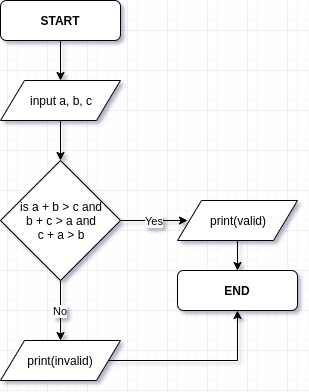 START
input a, b, c
is a + b > c and
b + c > a and
c + a > b
Yes
print(valid)
END
No
print(invalid)